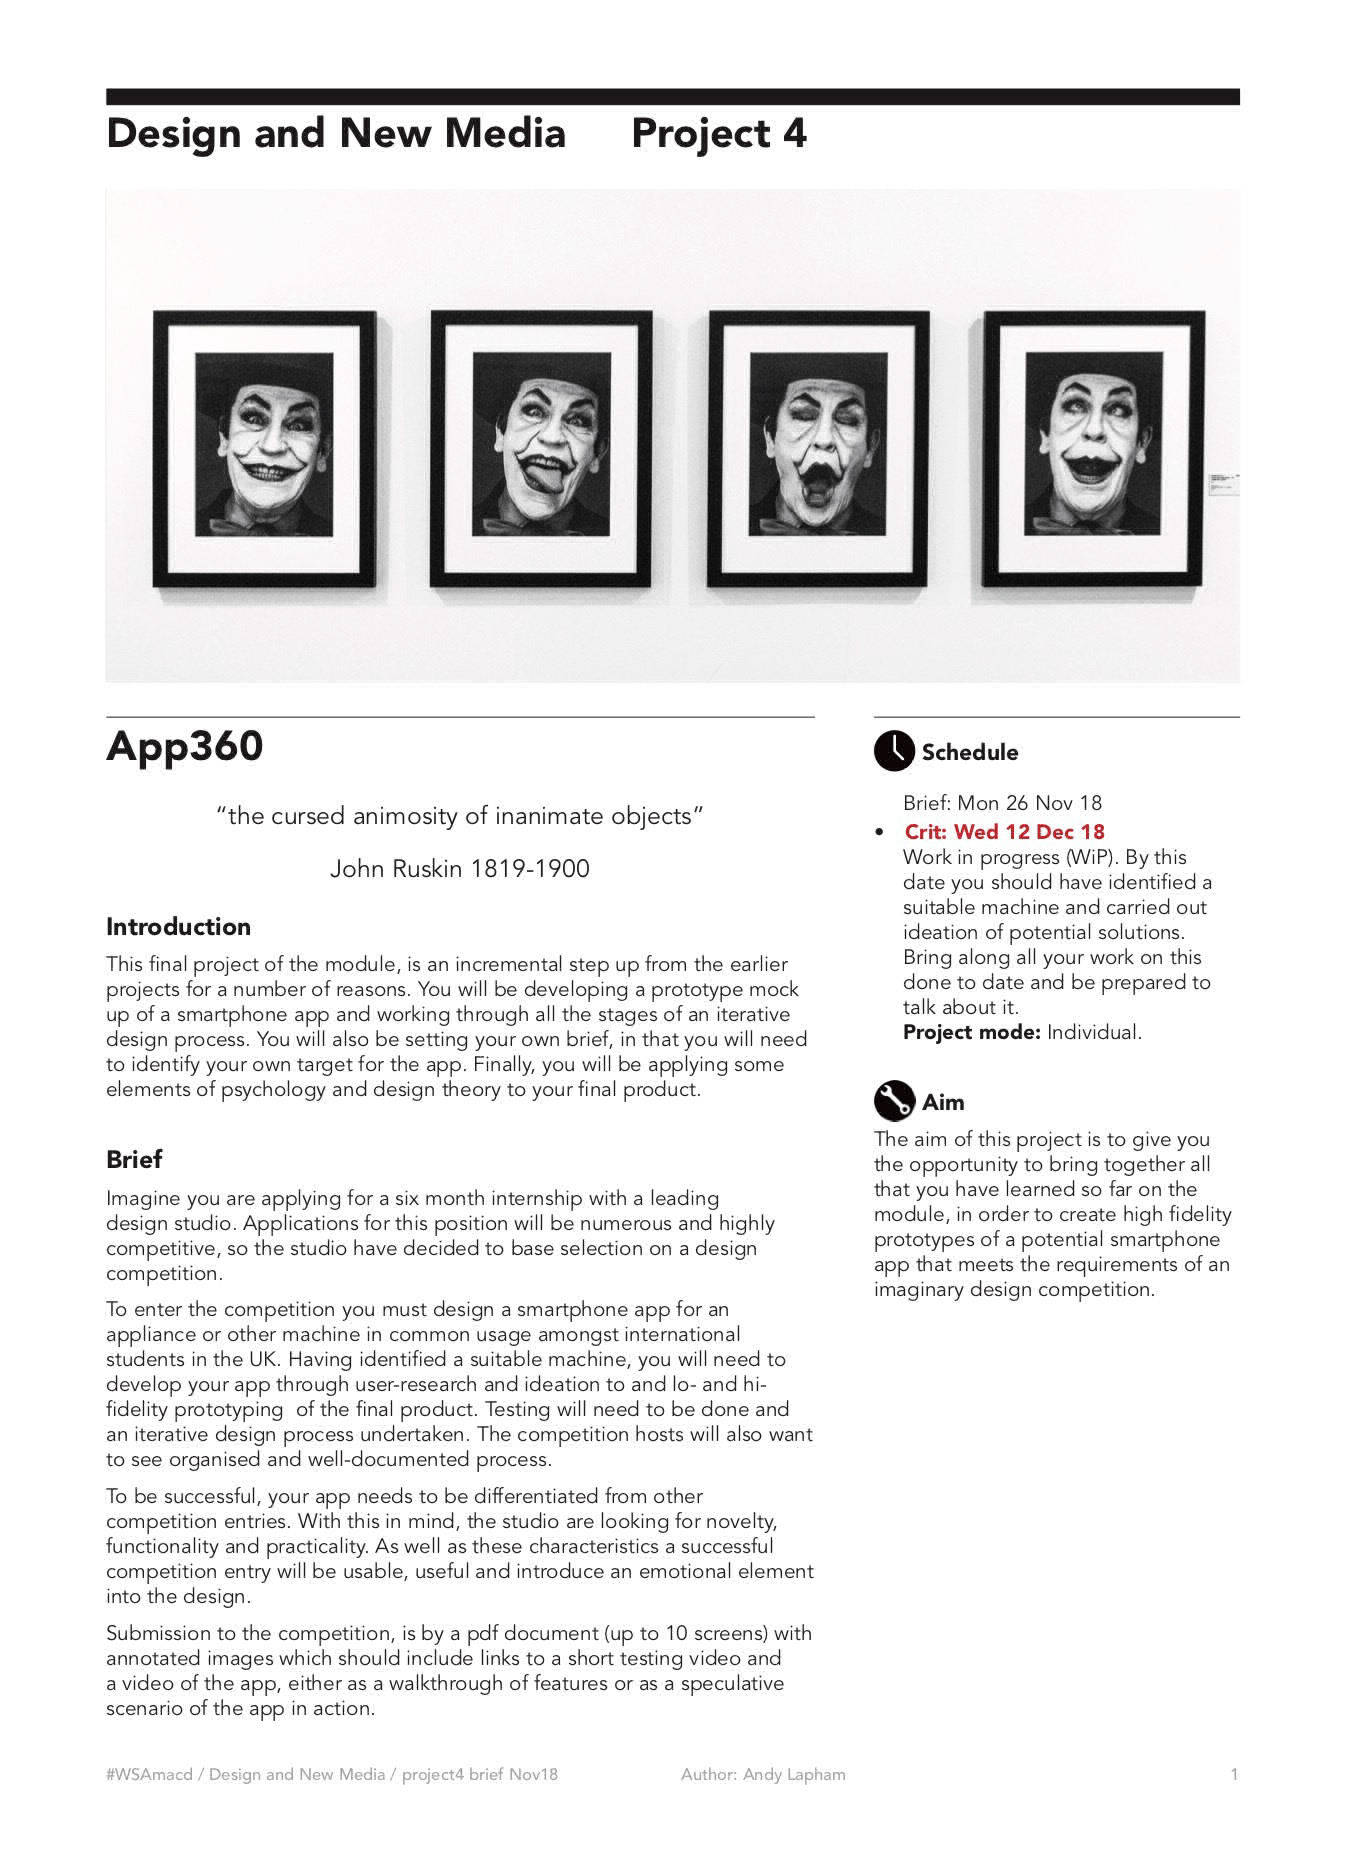 Design and New Media Project 4
App360
“the cursed animosity of inanimate objects”
John Ruskin 1819-1900
Introduction
This final project of the module, is an incremental step up from the earlier
projects for a number of reasons. You will be developing a prototype mock
up of a smartphone app and working through all the stages of an iterative
design process. You will also be setting your own brief, in that you will need
to identify your own target for the app. Finally, you will be applying some
elements of psychology and design theory to your final product.
Brief
Imagine you are applying for a six month internship with a leading
design studio. Applications for this position will be numerous and highly
competitive, so the studio have decided to base selection on a design
competition.
To enter the competition you must design a smartphone app for an
appliance or other machine in common usage amongst international
students in the UK. Having identified a suitable machine, you will need to
develop your app through user-research and ideation to and lo- and hi-
fidelity prototyping  of the final product. Testing will need to be done and
an iterative design process undertaken. The competition hosts will also want
to see organised and well-documented process.
To be successful, your app needs to be differentiated from other
competition entries. With this in mind, the studio are looking for novelty,
functionality and practicality. As well as these characteristics a successful
competition entry will be usable, useful and introduce an emotional element
into the design.
Submission to the competition, is by a pdf document (up to 10 screens) with
annotated images which should include links to a short testing video and
a video of the app, either as a walkthrough of features or as a speculative
scenario of the app in action.
Schedule
Brief: Mon 26 Nov 18
• Crit: Wed 12 Dec 18
Work in progress (WiP). By this
date you should have identified a
suitable machine and carried out
ideation of potential solutions.
Bring along all your work on this
done to date and be prepared to
talk about it.
Project mode: Individual.
Aim
The aim of this project is to give you
the opportunity to bring together all
that you have learned so far on the
module, in order to create high fidelity
prototypes of a potential smartphone
app that meets the requirements of an
imaginary design competition.
#WSAmacd / Design and New Media / project4 brief Nov18
Author: Andy Lapham
1